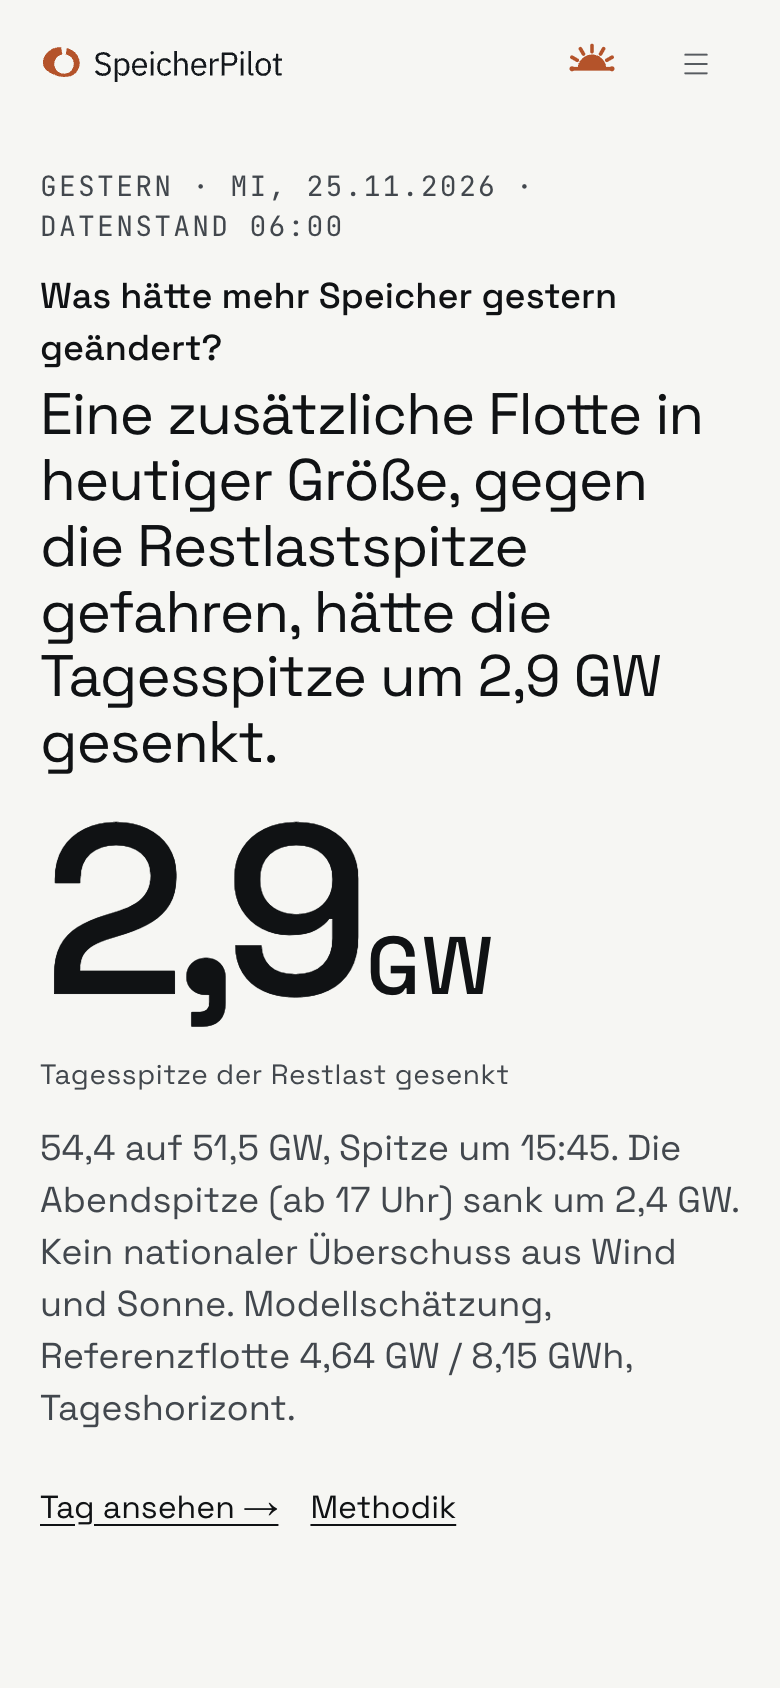 SpeicherPilot
GESTERN · MI, 25.11.2026 ·
DATENSTAND 06:00
Was hätte mehr Speicher gestern
geändert?
Eine zusätzliche Flotte in
heutiger Größe, gegen
die Restlastspitze
gefahren, hätte die
Tagesspitze um 2,9 GW
gesenkt.
2,9 GW
Tagesspitze der Restlast gesenkt
54,4 auf 51,5 GW, Spitze um 15:45. Die
Abendspitze (ab 17 Uhr) sank um 2,4 GW.
Kein nationaler Überschuss aus Wind
und Sonne. Modellschätzung,
Referenzflotte 4,64 GW / 8,15 GWh,
Tageshorizont.
Tag ansehen → Methodik